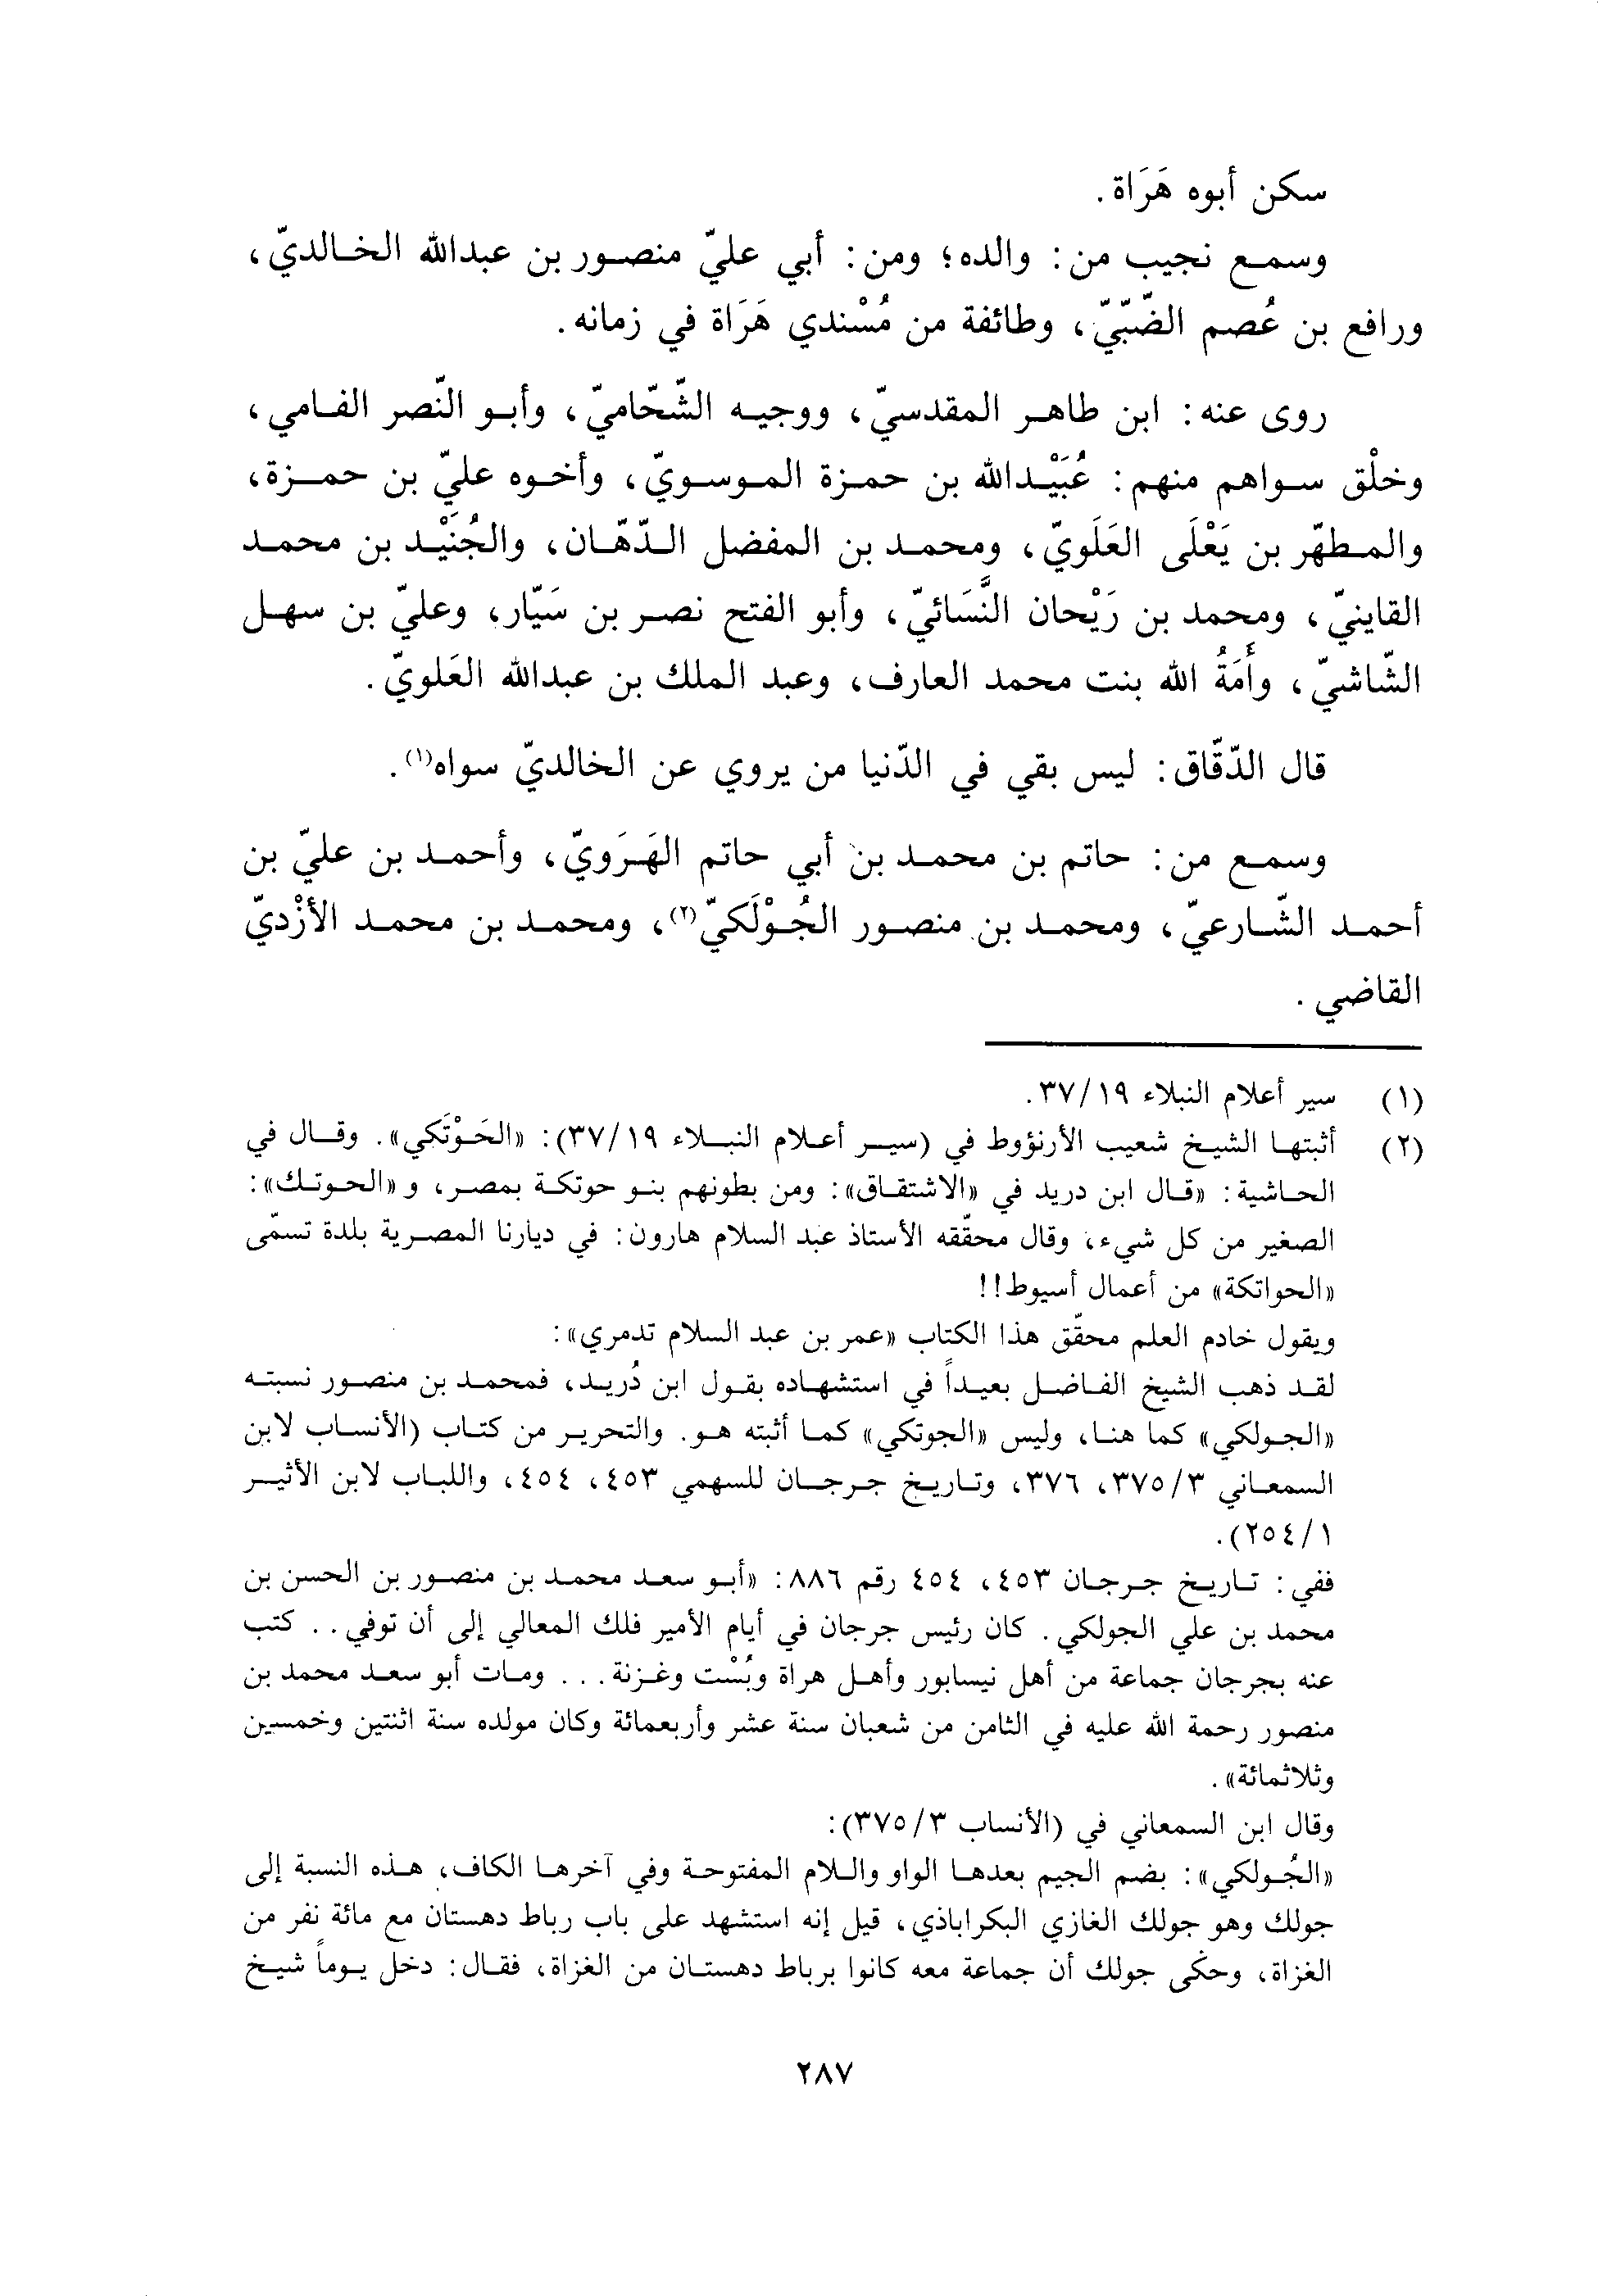 سكن أبوه هَرَاة.
وسمع نجيب من: والده؛ ومن: أبي عليّ منصور بن عبدالله الخالديّ،
ورافع بن عُصم الضّبّيّ، وطائفة من مُسْندي هَرَاة في زمانه.
روى عنه: ابن طاهر المقدسيّ، ووجيه الشّحّاميّ، وأبو النّصر الفامي،
وخلْق سواهم منهم: عُبَيْدالله بن حمزة الموسويّ، وأخوه عليّ بن حمزة،
والمطهّر بن يَعْلَى العَلَويّ، ومحمد بن المفضل الدّهّان، والجُنَيْد بن محمد
القاينيّ، ومحمد بن رَيْحان النَّسَائيّ، وأبو الفتح نصر بن سَيّار، وعليّ بن سهل
الشّاشيّ، وأَمَةُ الله بنت محمد العارف، وعبد الملك بن عبدالله العَلويّ.
قال الدّقّاق: ليس بقي في الدّنيا من يروي عن الخالديّ سواه(١).
وسمع من: حاتم بن محمد بن أبي حاتم الهَرَويّ، وأحمد بن عليّ بن
أحمد الشّارعيّ، ومحمد بن منصور الجُوْلَكيّ(٢)، ومحمد بن محمد الأزْديّ
القاضي.
(١) سير أعلام النبلاء ٣٧/١٩.
(٢) أثبتها الشيخ شعيب الأرنؤوط في (سير أعلام النبلاء ٣٧/١٩): «الحَوْتَكي». وقال في
الحاشية: «قال ابن دريد في «الاشتقاق»: ومن بطونهم بنو حوتكة بمصر، و«الحوتك»:
الصغير من كل شيء، وقال محقّقه الأستاذ عبد السلام هارون: في ديارنا المصرية بلدة تسمّى
«الحواتكة» من أعمال أسيوط!!
ويقول خادم العلم محقّق هذا الكتاب «عمر بن عبد السلام تدمري»:
لقد ذهب الشيخ الفاضل بعيداً في استشهاده بقول ابن دُريد، فمحمد بن منصور نسبته
«الجولكي» كما هنا، وليس «الجوتكي» كما أثبته هو. والتحرير من كتاب (الأنساب لابن
السمعاني ٣٧٥/٣، ٣٧٦، وتاريخ جرجان للسهمي ٤٥٣، ٤٥٤، واللباب لابن الأثير
٢٥٤/١).
ففي: تاريخ جرجان ٤٥٣، ٤٥٤ رقم ٨٨٦: «أبو سعد محمد بن منصور بن الحسن بن
محمد بن علي الجولكي. كان رئيس جرجان في أيام الأمير فلك المعالي إلى أن توفي.. كتب
عنه بجرجان جماعة من أهل نيسابور وأهل هراة وبُسْت وغزنة... ومات أبو سعد محمد بن
منصور رحمة الله عليه في الثامن من شعبان سنة عشر وأربعمائة وكان مولده سنة اثنتين وخمسين
وثلاثمائة».
وقال ابن السمعاني في (الأنساب ٣٧٥/٣):
«الجُولكي»: بضم الجيم بعدها الواو واللام المفتوحة وفي آخرها الكاف، هذه النسبة إلى
جولك وهو جولك الغازي البكراباذي، قيل إنه استشهد على باب رباط دهستان مع مائة نفر من
الغزاة، وحكى جولك أن جماعة معه كانوا برباط دهستان من الغزاة، فقال: دخل يوماً شيخ
٢٨٧